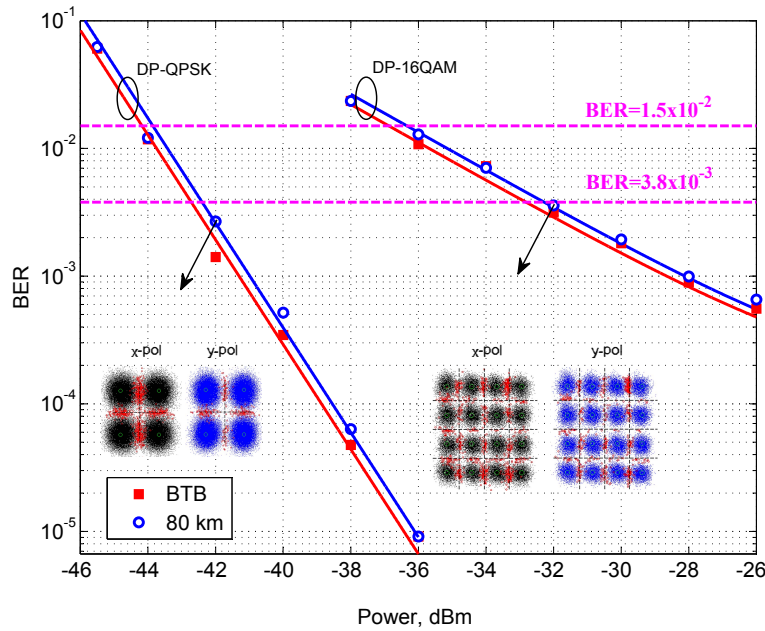 10^-1
DP-QPSK
DP-16QAM
BER=1.5x10^-2
10^-2
BER=3.8x10^-3
BER
10^-3
x-pol
y-pol
x-pol
y-pol
10^-4
BTB
80 km
10^-5
-46 -44 -42 -40 -38 -36 -34 -32 -30 -28 -26
Power, dBm